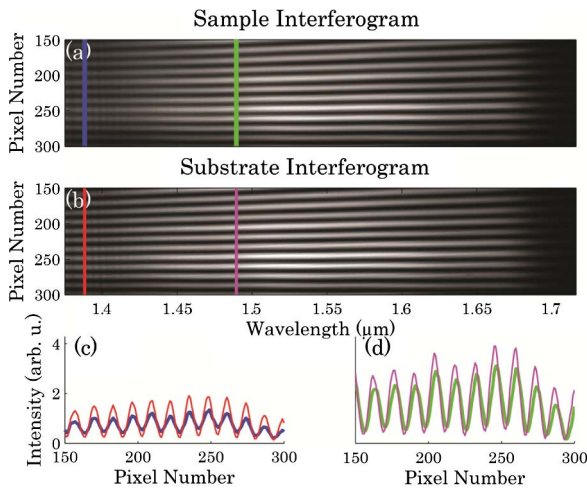 Sample Interferogram
(a)
Pixel Number
150
200
250
300
Substrate Interferogram
(b)
Pixel Number
150
200
250
300
1.4 1.45 1.5 1.55 1.6 1.65 1.7
Wavelength (μm)
(c)
Intensity (arb. u.)
4
2
0
150 200 250 300
Pixel Number
(d)
150 200 250 300
Pixel Number